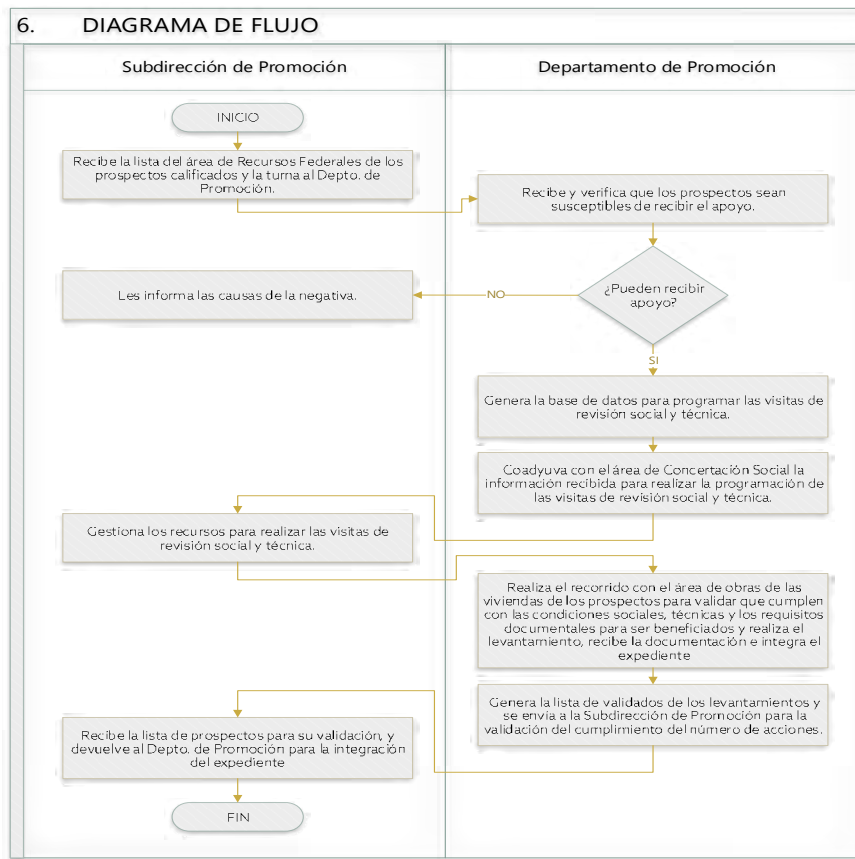 6. DIAGRAMA DE FLUJO
Subdirección de Promoción
Departamento de Promoción
INICIO
Recibe la lista del área de Recursos Federales de los
prospectos calificados y la turna al Depto. de
Promoción.
Recibe y verifica que los prospectos sean
susceptibles de recibir el apoyo.
¿Pueden recibir
apoyo?
NO
Les informa las causas de la negativa.
SI
Genera la base de datos para programar las visitas de
revisión social y técnica.
Coadyuva con el área de Concertación Social la
información recibida para realizar la programación de
las visitas de revisión social y técnica.
Gestiona los recursos para realizar las visitas de
revisión social y técnica.
Realiza el recorrido con el área de obras de las
viviendas de los prospectos para validar que cumplen
con las condiciones sociales, técnicas y los requisitos
documentales para ser beneficiados y realiza el
levantamiento, recibe la documentación e integra el
expediente
Genera la lista de validados de los levantamientos y
se envía a la Subdirección de Promoción para la
validación del cumplimiento del número de acciones.
Recibe la lista de prospectos para su validación, y
devuelve al Depto. de Promoción para la integración
del expediente
FIN